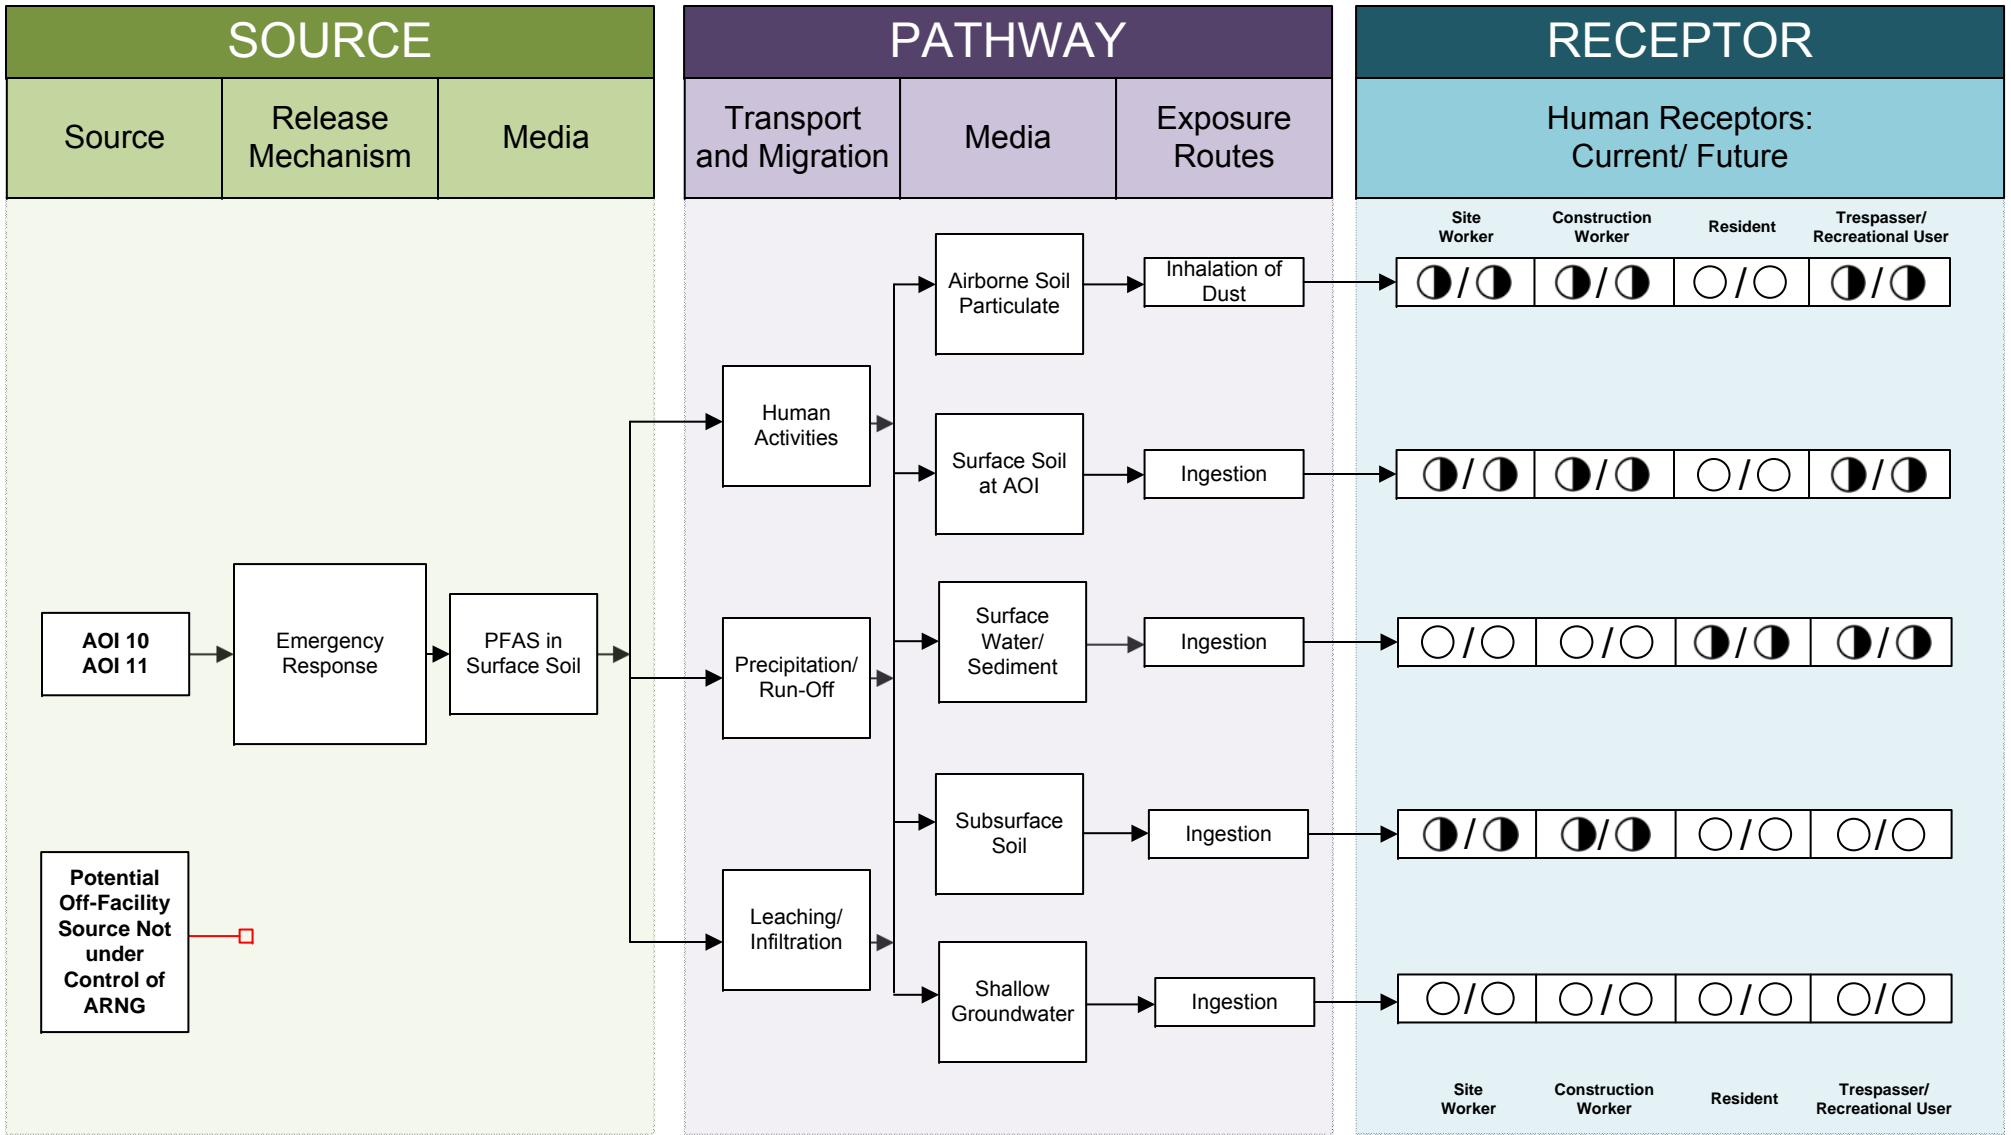 SOURCE
PATHWAY
RECEPTOR
Source
Release
Mechanism
Media
Transport
and Migration
Media
Exposure
Routes
Human Receptors:
Current/ Future
Site
Worker
Construction
Worker
Resident
Trespasser/
Recreational User
Airborne Soil
Particulate
Inhalation of
Dust
/
/
/
/
Human
Activities
Surface Soil
at AOI
Ingestion
/
/
/
/
AOI 10
AOI 11
Emergency
Response
PFAS in
Surface Soil
Precipitation/
Run-Off
Surface
Water/
Sediment
Ingestion
/
/
/
/
Subsurface
Soil
Ingestion
/
/
/
/
Potential
Off-Facility
Source Not
under
Control of
ARNG
Leaching/
Infiltration
Shallow
Groundwater
Ingestion
/
/
/
/
Site
Worker
Construction
Worker
Resident
Trespasser/
Recreational User